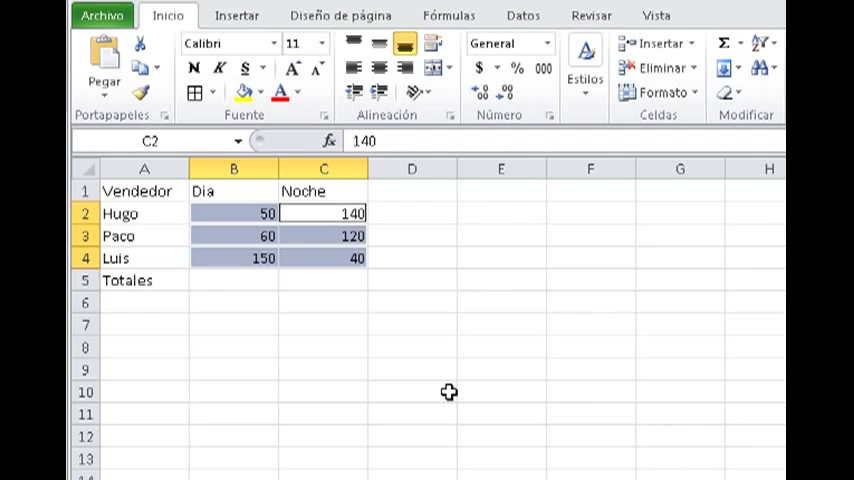 Archivo Inicio Insertar Diseño de página Fórmulas Datos Revisar Vista
Pegar
Portapapeles
Calibri 11
N K S A A
A
Fuente
Alineación
General
$ % 000
Número
Estilos
Insertar
Eliminar
Formato
Celdas
Σ
Modificar
C2 fx 140
A B C D E F G H
1 Vendedor Dia Noche
2 Hugo 50 140
3 Paco 60 120
4 Luis 150 40
5 Totales
6
7
8
9
10
11
12
13